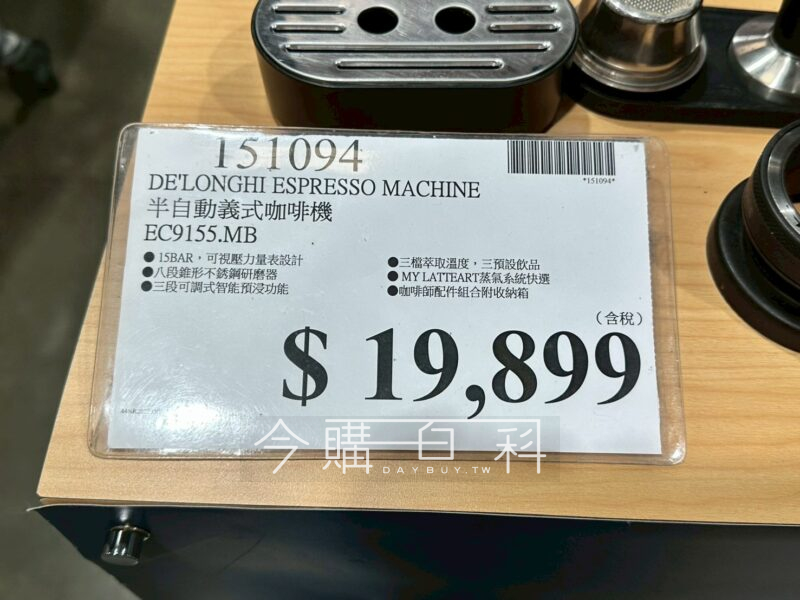 151094
*151094*
DE'LONGHI ESPRESSO MACHINE
半自動義式咖啡機
EC9155.MB
●15BAR，可視壓力量表設計
●八段錐形不銹鋼研磨器
●三段可調式智能預浸功能
●三檔萃取溫度，三預設飲品
●MY LATTEART蒸氣系統快選
●咖啡師配件組合附收納箱
（含稅）
$ 19,899
今購百科
DAYBUY.TW